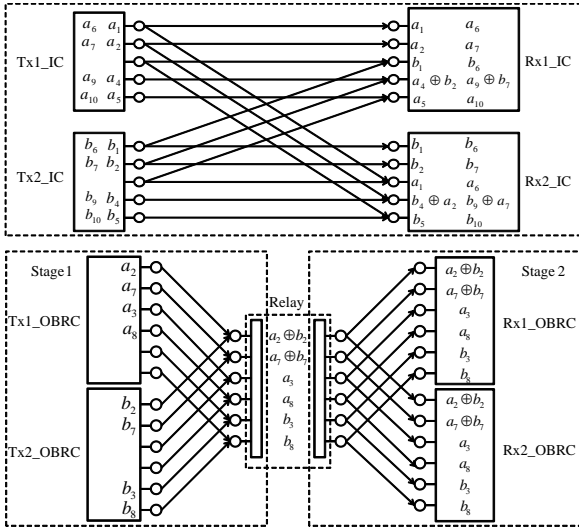 a₆ a₁
a₇ a₂
Tx1_IC
a₉ a₄
a₁₀ a₅
a₁ a₆
a₂ a₇
b₁ b₆
Rx1_IC
a₄ ⊕ b₂ a₉ ⊕ b₇
a₅ a₁₀
b₆ b₁
b₇ b₂
Tx2_IC
b₉ b₄
b₁₀ b₅
b₁ b₆
b₂ b₇
a₁ a₆
Rx2_IC
b₄ ⊕ a₂ b₉ ⊕ a₇
b₅ b₁₀
Stage1
Tx1_OBRC
a₂
a₇
a₃
a₈
Tx2_OBRC
b₂
b₇
b₃
b₈
Relay
a₂ ⊕ b₂
a₇ ⊕ b₇
a₃
a₈
b₃
b₈
Stage 2
Rx1_OBRC
a₂ ⊕ b₂
a₇ ⊕ b₇
a₃
a₈
b₃
b₈
Rx2_OBRC
a₂ ⊕ b₂
a₇ ⊕ b₇
a₃
a₈
b₃
b₈